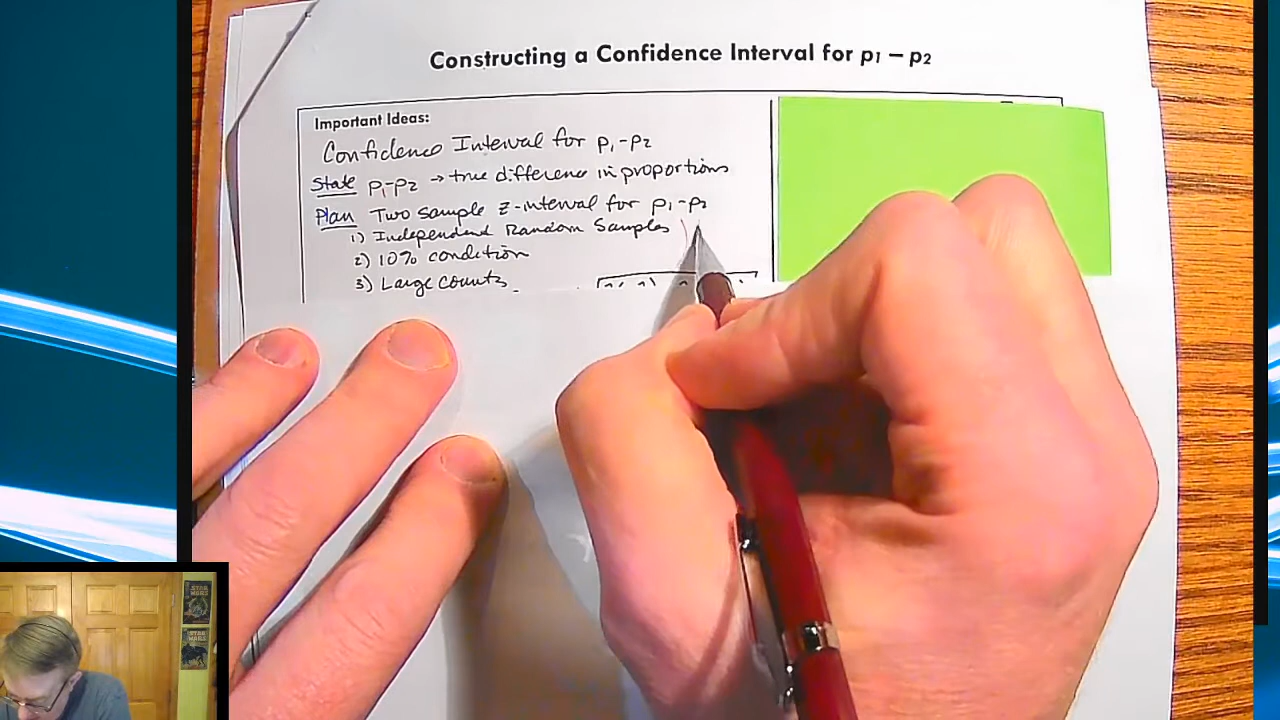 Constructing a Confidence Interval for p₁ – p₂
Important Ideas:
Confidence Interval for p₁-p₂
State p₁-p₂ → true difference in proportions
Plan Two sample z-interval for p₁-p₂
1) Independent Random Samples
2) 10% condition
3) Large Counts
STAR WARS
STAR WARS